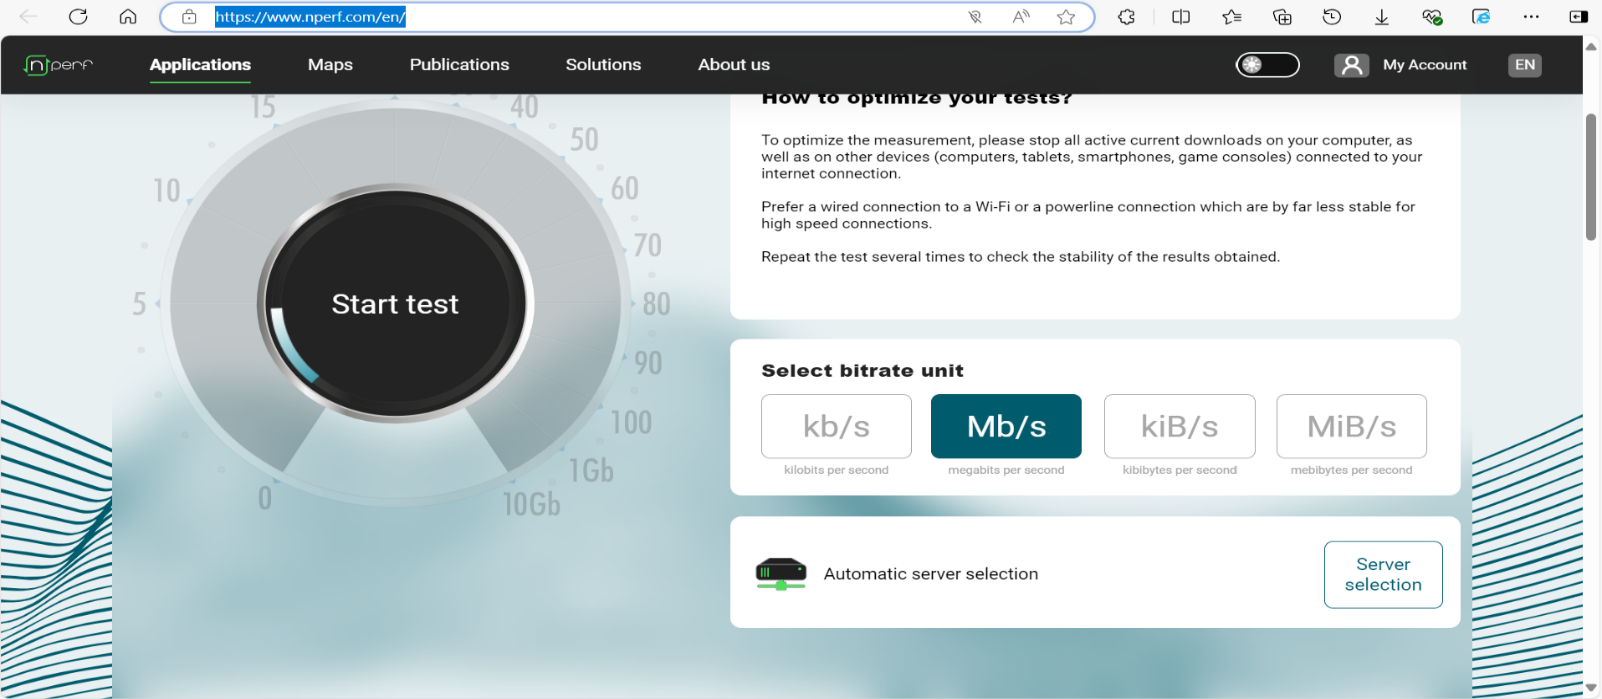 https://www.nperf.com/en/
nperf
Applications
Maps
Publications
Solutions
About us
My Account
EN
15
40
50
10
60
70
5
80
90
100
1Gb
0
10Gb
Start test
How to optimize your tests?
To optimize the measurement, please stop all active current downloads on your computer, as
well as on other devices (computers, tablets, smartphones, game consoles) connected to your
internet connection.
Prefer a wired connection to a Wi-Fi or a powerline connection which are by far less stable for
high speed connections.
Repeat the test several times to check the stability of the results obtained.
Select bitrate unit
kb/s
Mb/s
kiB/s
MiB/s
kilobits per second
megabits per second
kibibytes per second
mebibytes per second
Automatic server selection
Server
selection